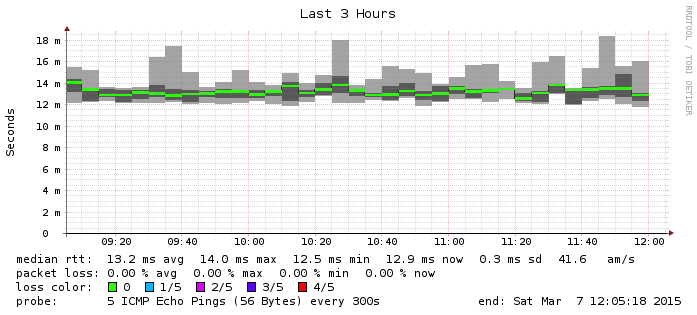 Last 3 Hours
RRDTOOL / TOBI OETIKER
Seconds
18 m
16 m
14 m
12 m
10 m
8 m
6 m
4 m
2 m
0
09:20 09:40 10:00 10:20 10:40 11:00 11:20 11:40 12:00
median rtt: 13.2 ms avg 14.0 ms max 12.5 ms min 12.9 ms now 0.3 ms sd 41.6 am/s
packet loss: 0.00 % avg 0.00 % max 0.00 % min 0.00 % now
loss color: 0 1/5 2/5 3/5 4/5
probe: 5 ICMP Echo Pings (56 Bytes) every 300s end: Sat Mar 7 12:05:18 2015